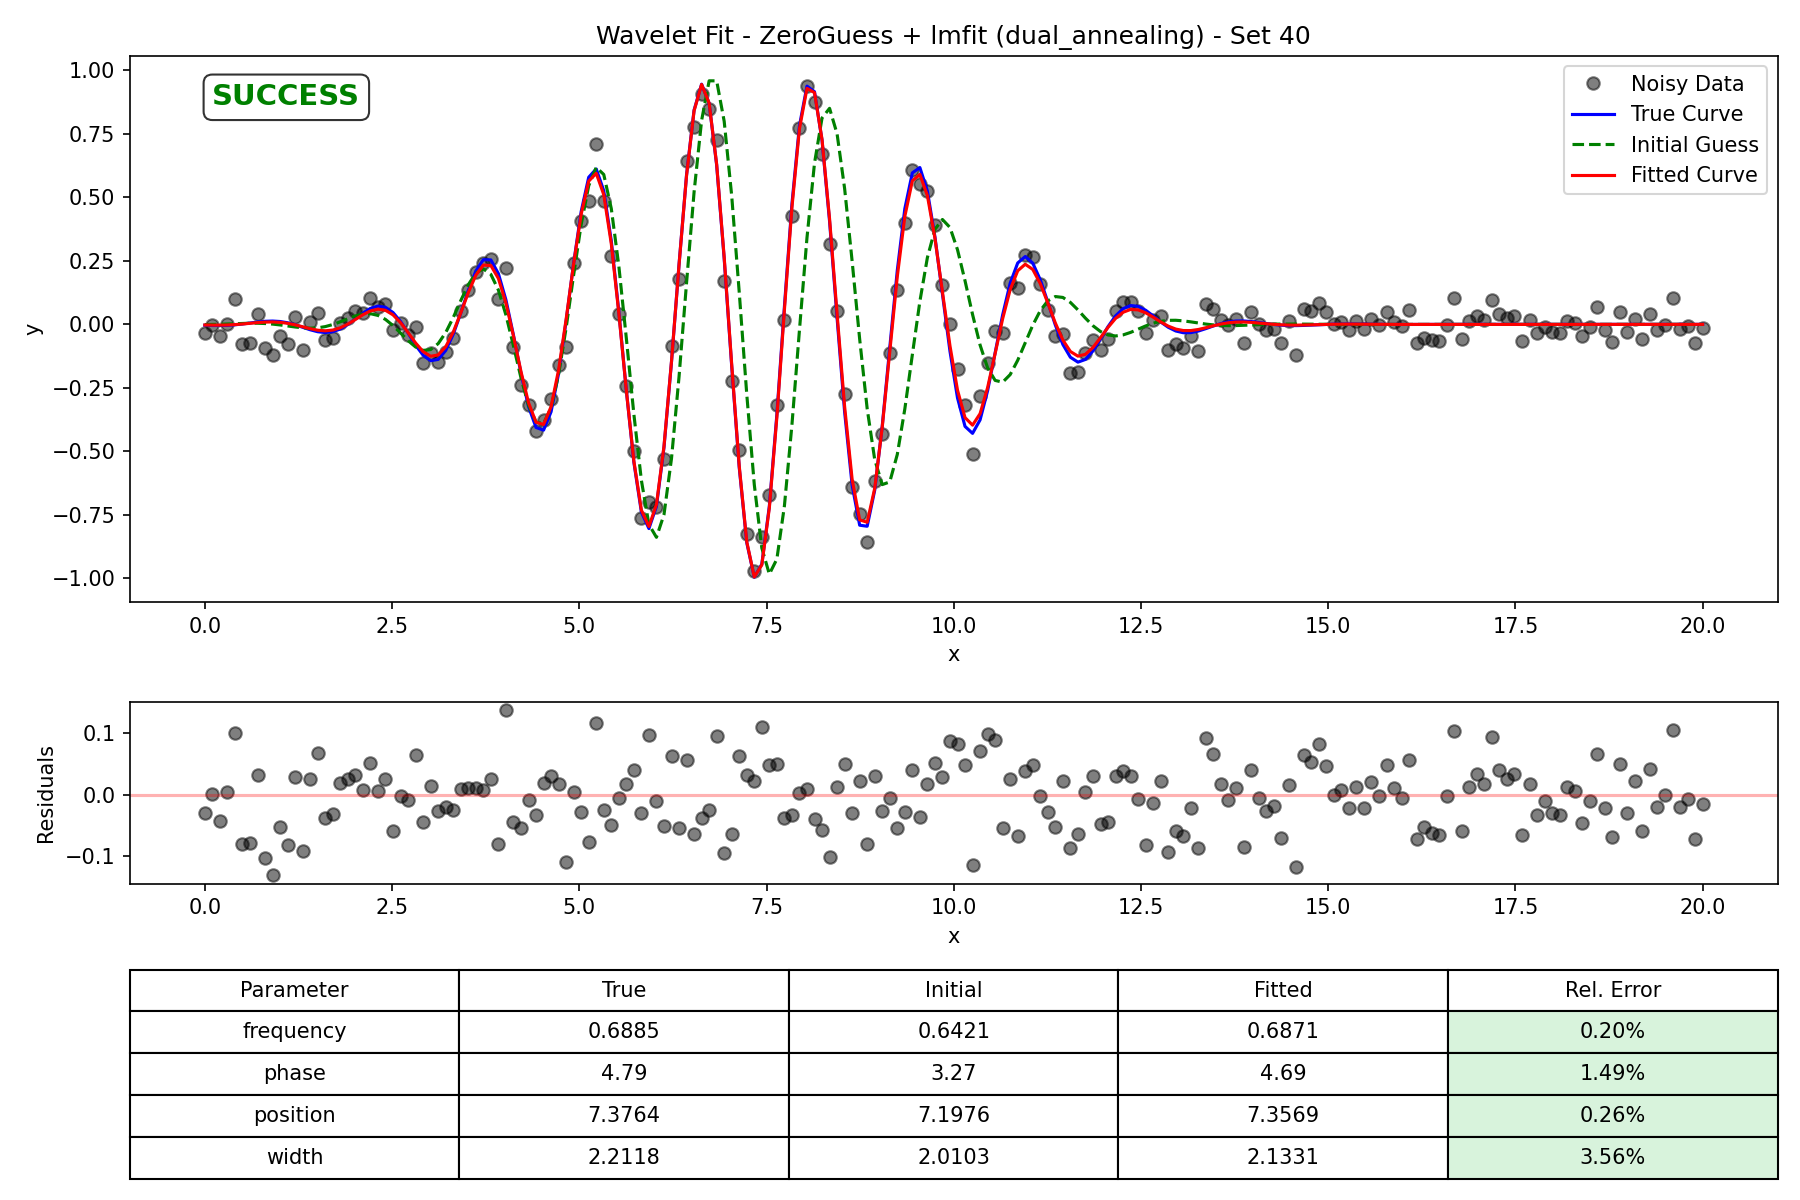 Wavelet Fit - ZeroGuess + lmfit (dual_annealing) - Set 40
SUCCESS
Noisy Data
True Curve
Initial Guess
Fitted Curve
1.00
0.75
0.50
0.25
0.00
−0.25
−0.50
−0.75
−1.00
y
0.0 2.5 5.0 7.5 10.0 12.5 15.0 17.5 20.0
x
0.1
0.0
−0.1
Residuals
0.0 2.5 5.0 7.5 10.0 12.5 15.0 17.5 20.0
x
Parameter True Initial Fitted Rel. Error
frequency 0.6885 0.6421 0.6871 0.20%
phase 4.79 3.27 4.69 1.49%
position 7.3764 7.1976 7.3569 0.26%
width 2.2118 2.0103 2.1331 3.56%